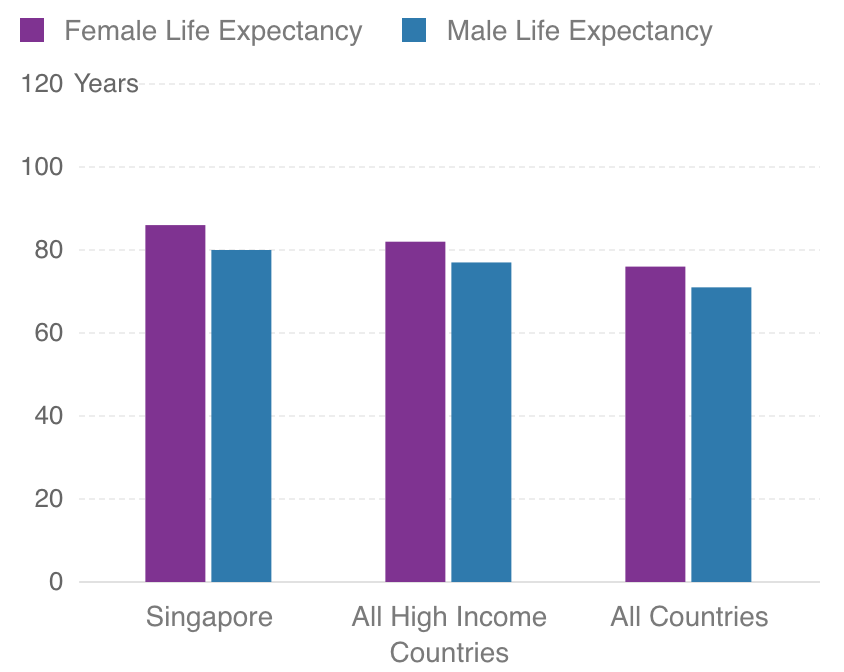 Female Life Expectancy Male Life Expectancy
120 Years
100
80
60
40
20
0
Singapore All High Income Countries All Countries